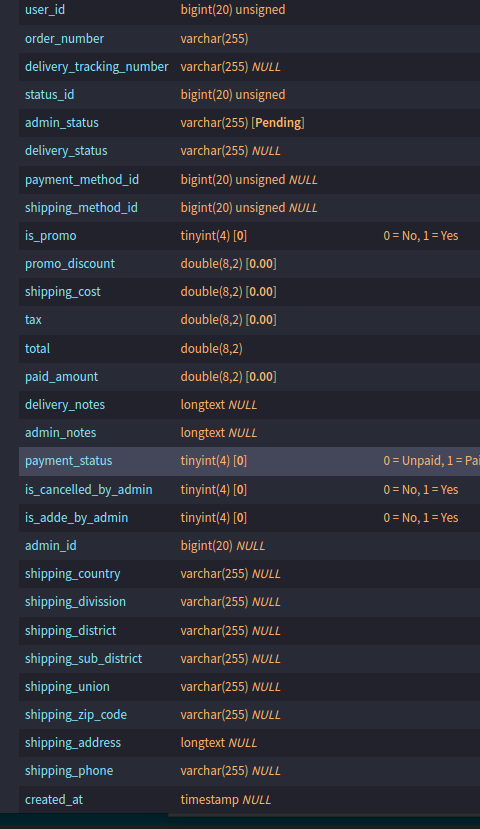 user_id bigint(20) unsigned
order_number varchar(255)
delivery_tracking_number varchar(255) NULL
status_id bigint(20) unsigned
admin_status varchar(255) [Pending]
delivery_status varchar(255) NULL
payment_method_id bigint(20) unsigned NULL
shipping_method_id bigint(20) unsigned NULL
is_promo tinyint(4) [0] 0 = No, 1 = Yes
promo_discount double(8,2) [0.00]
shipping_cost double(8,2) [0.00]
tax double(8,2) [0.00]
total double(8,2)
paid_amount double(8,2) [0.00]
delivery_notes longtext NULL
admin_notes longtext NULL
payment_status tinyint(4) [0] 0 = Unpaid, 1 = Pai
is_cancelled_by_admin tinyint(4) [0] 0 = No, 1 = Yes
is_adde_by_admin tinyint(4) [0] 0 = No, 1 = Yes
admin_id bigint(20) NULL
shipping_country varchar(255) NULL
shipping_divission varchar(255) NULL
shipping_district varchar(255) NULL
shipping_sub_district varchar(255) NULL
shipping_union varchar(255) NULL
shipping_zip_code varchar(255) NULL
shipping_address longtext NULL
shipping_phone varchar(255) NULL
created_at timestamp NULL